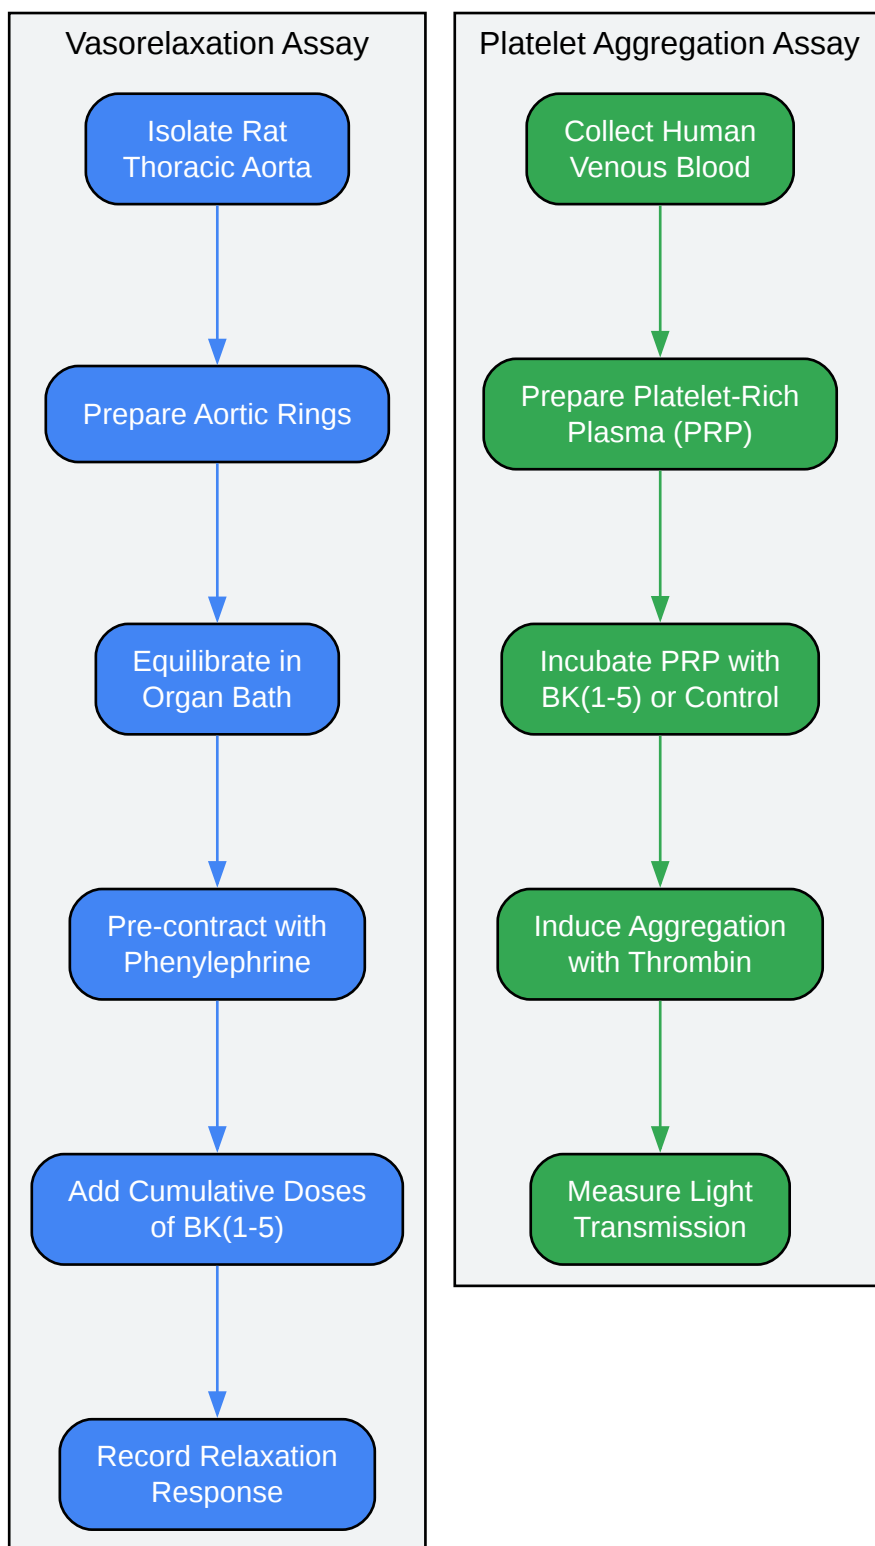 Vasorelaxation Assay
Isolate Rat
Thoracic Aorta
Prepare Aortic Rings
Equilibrate in
Organ Bath
Pre-contract with
Phenylephrine
Add Cumulative Doses
of BK(1-5)
Record Relaxation
Response
Platelet Aggregation Assay
Collect Human
Venous Blood
Prepare Platelet-Rich
Plasma (PRP)
Incubate PRP with
BK(1-5) or Control
Induce Aggregation
with Thrombin
Measure Light
Transmission